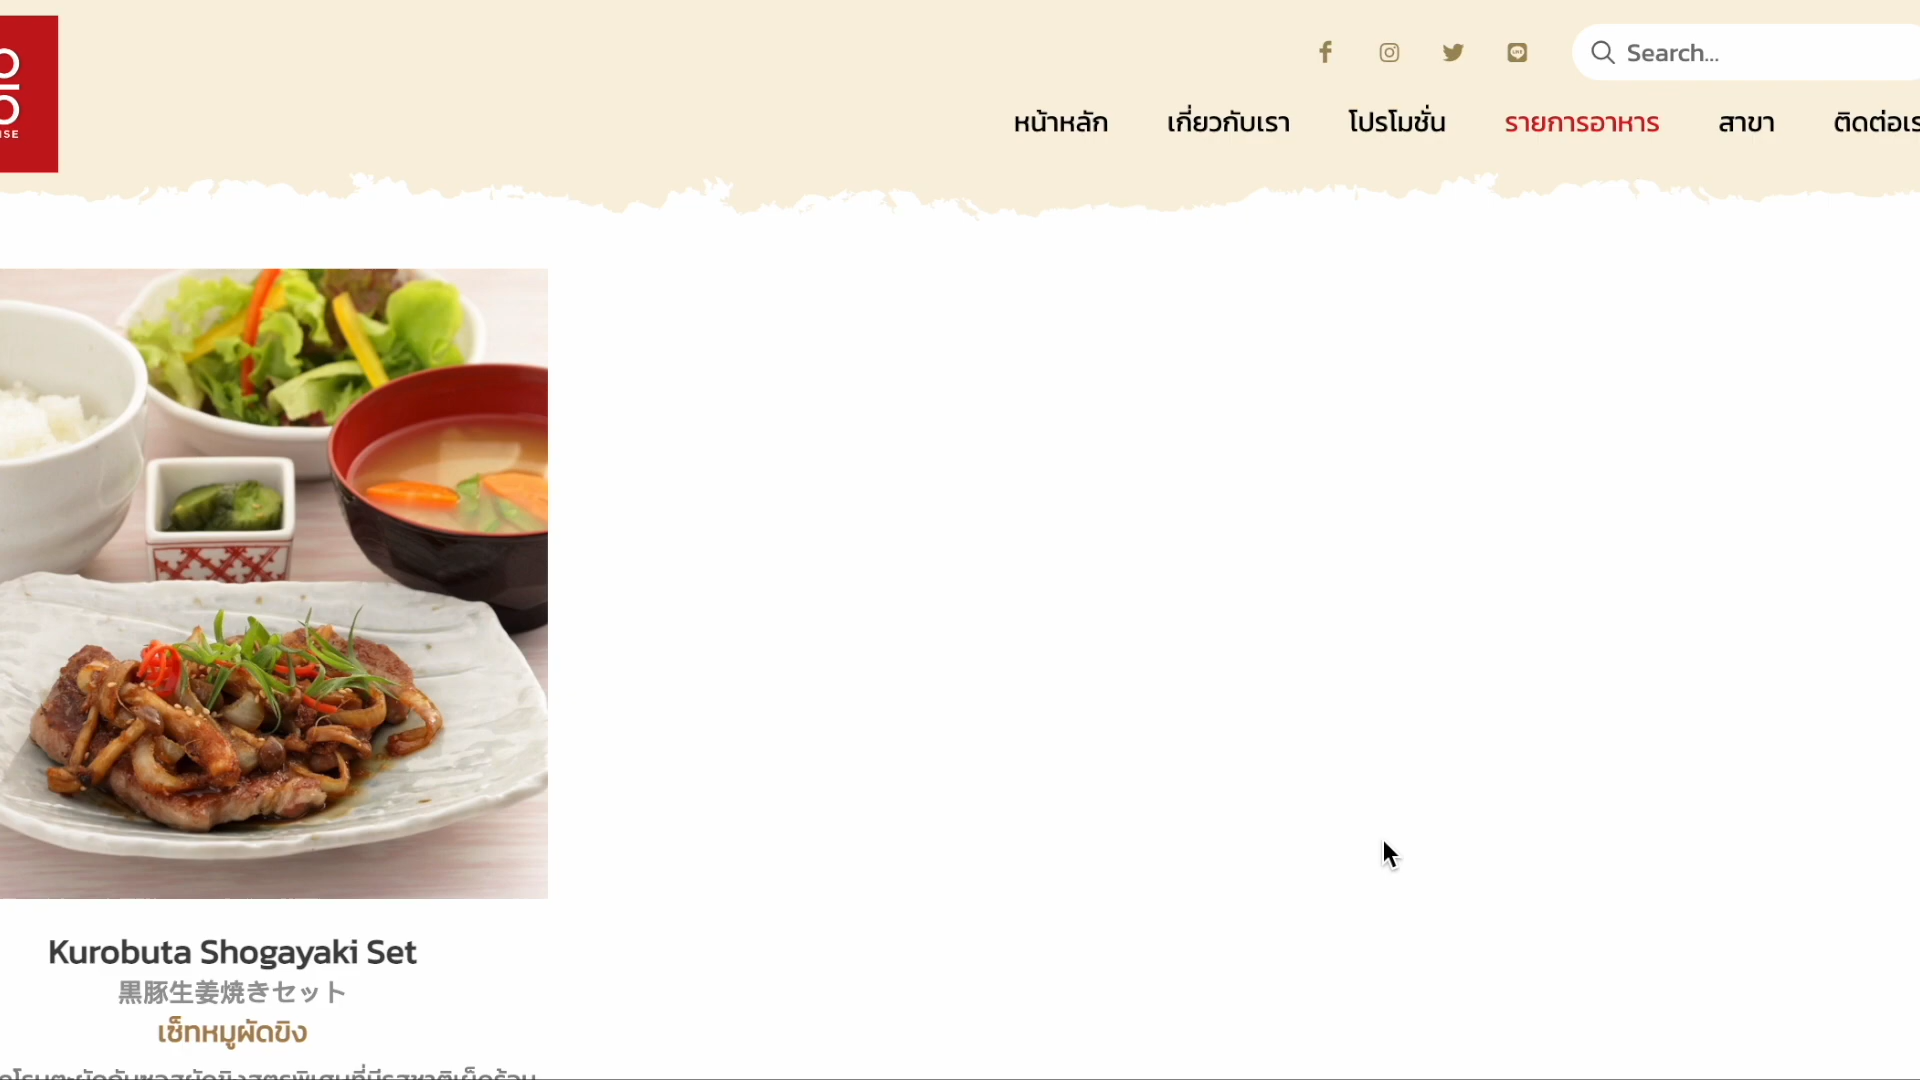 Search...
หน้าหลัก เกี่ยวกับเรา โปรโมชั่น รายการอาหาร สาขา
Kurobuta Shogayaki Set
黒豚生姜焼きセット
เซ็ทหมูผัดขิง